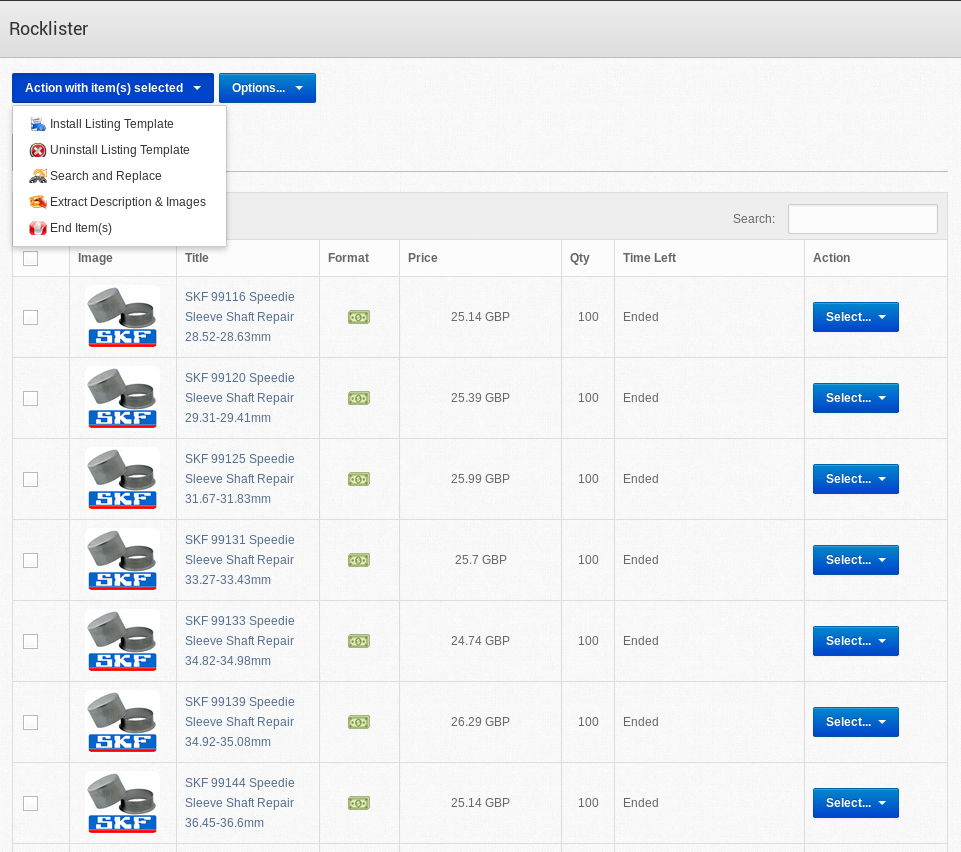 Rocklister
Action with item(s) selected
Options...
Install Listing Template
Uninstall Listing Template
Search and Replace
Extract Description & Images
End Item(s)
Search:
Image Title Format Price Qty Time Left Action
SKF 99116 Speedie
Sleeve Shaft Repair
28.52-28.63mm
SKF
25.14 GBP 100 Ended Select...
SKF 99120 Speedie
Sleeve Shaft Repair
29.31-29.41mm
SKF
25.39 GBP 100 Ended Select...
SKF 99125 Speedie
Sleeve Shaft Repair
31.67-31.83mm
SKF
25.99 GBP 100 Ended Select...
SKF 99131 Speedie
Sleeve Shaft Repair
33.27-33.43mm
SKF
25.7 GBP 100 Ended Select...
SKF 99133 Speedie
Sleeve Shaft Repair
34.82-34.98mm
SKF
24.74 GBP 100 Ended Select...
SKF 99139 Speedie
Sleeve Shaft Repair
34.92-35.08mm
SKF
26.29 GBP 100 Ended Select...
SKF 99144 Speedie
Sleeve Shaft Repair
36.45-36.6mm
SKF
25.14 GBP 100 Ended Select...